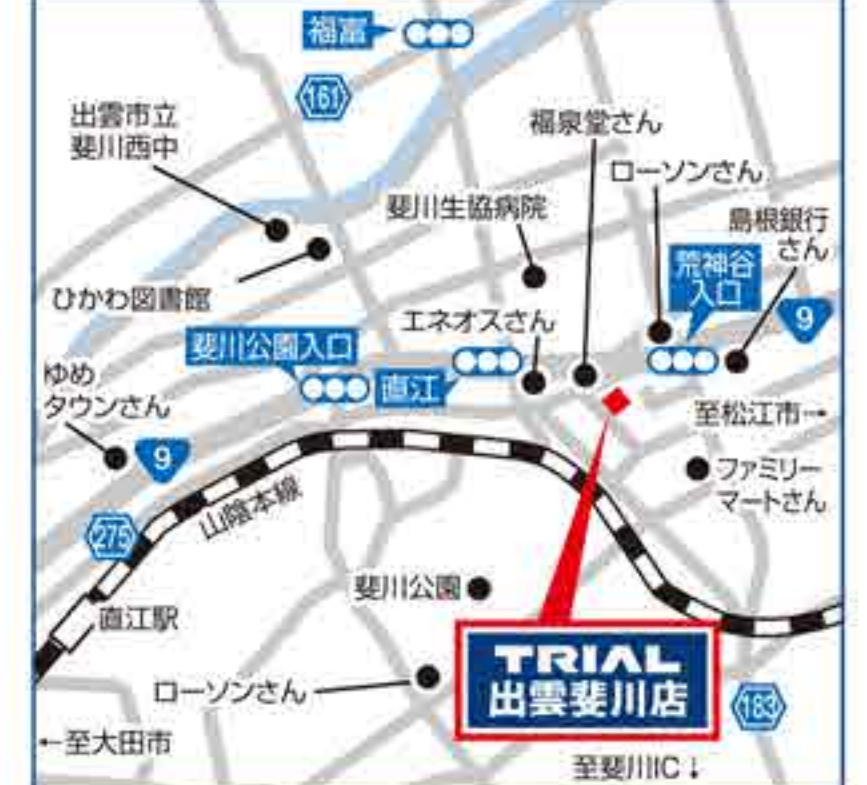 福富
161
出雲市立
斐川西中
福泉堂さん
ローソンさん
斐川生協病院
島根銀行
さん
荒神谷
入口
ひかわ図書館
9
エネオスさん
斐川公園入口
直江
ゆめ
タウンさん
至松江市→
9
ファミリー
マートさん
山陰本線
275
斐川公園
直江駅
TRIAL
出雲斐川店
ローソンさん
183
←至大田市
至斐川IC↓